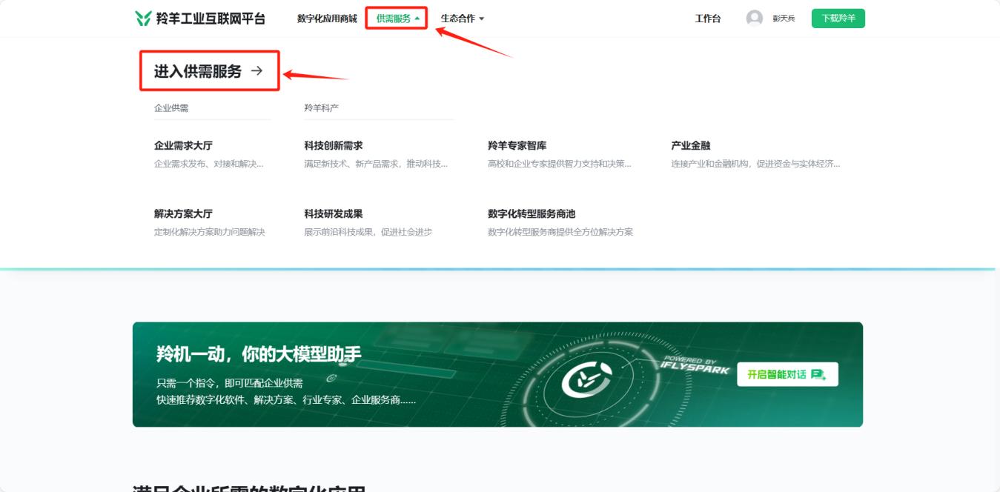 羚羊工业互联网平台 数字化应用商城 供需服务 生态合作 工作台 彭天兵 下载羚羊
进入供需服务
企业供需 羚羊科产
企业需求大厅 科技创新需求 羚羊专家智库 产业金融
企业需求发布、对接和解决... 满足新技术、新产品需求，推动科技... 高校和企业专家提供智力支持和决策... 连接产业和金融机构，促进资金与实体经济...
解决方案大厅 科技研发成果 数字化转型服务商池
定制化解决方案助力问题解决 展示前沿科技成果，促进社会进步 数字化转型服务商提供全方位解决方案
羚机一动，你的大模型助手
POWERED BY
iFLYSPARK
开启智能对话
只需一个指令，即可匹配企业供需
快速推荐数字化软件、解决方案、行业专家、企业服务商......
满足企业所需的数字化应用